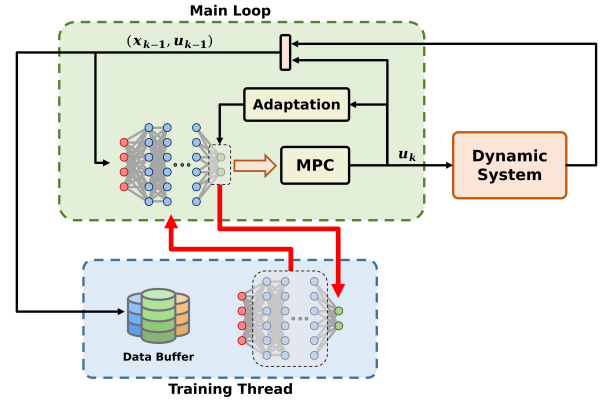 Main Loop
(x_{k−1}, u_{k−1})
Adaptation
MPC
u_k
Dynamic
System
Data Buffer
Training Thread